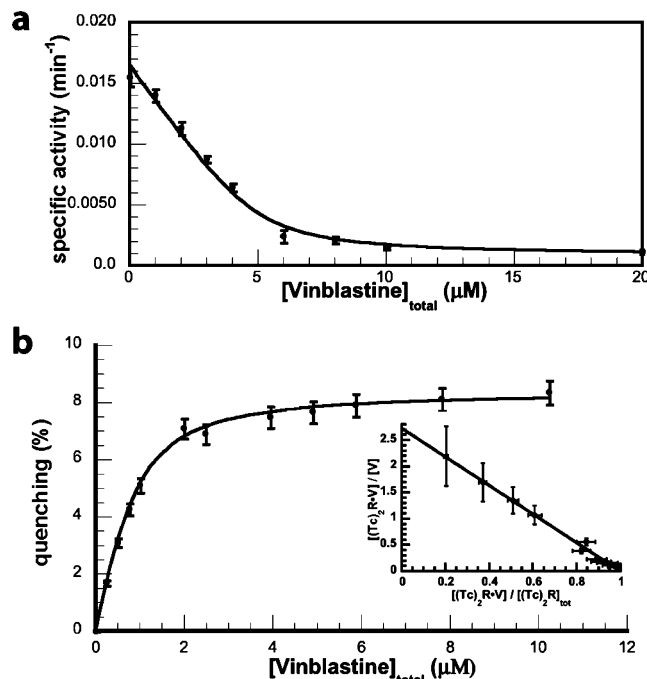 a
specific activity (min⁻¹)
0.020
0.015
0.010
0.0050
0.0
0 5 10 15 20
[Vinblastine]total (µM)
b
quenching (%)
10
8
6
4
2
0
0 2 4 6 8 10 12
[Vinblastine]total (µM)
[(Tc)₂R•V] / [V]
2.5
2
1.5
1
0.5
0
0 0.2 0.4 0.6 0.8 1
[(Tc)₂R•V] / [(Tc)₂R]tot